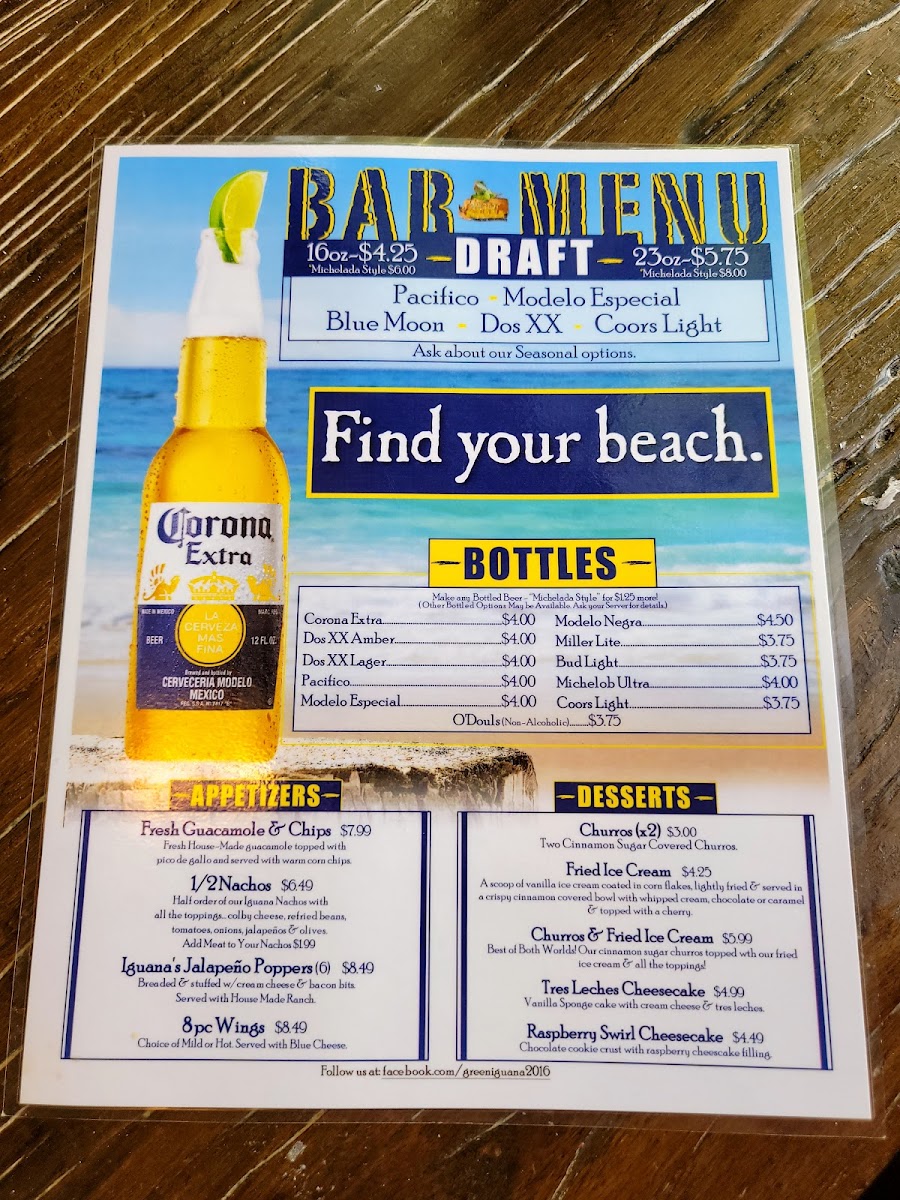 BAR MENU
16oz-$4.25
*Michelada Style $6.00
-DRAFT-
23oz-$5.75
*Michelada Style $8.00
Pacifico - Modelo Especial
Blue Moon - Dos XX - Coors Light
Ask about our Seasonal options.
Find your beach.
Corona
Extra
MADE IN MEXICO
LA
CERVEZA
MAS
FINA
BEER
12 FL OZ.
Brewed and bottled by
CERVECERIA MODELO
MEXICO
-BOTTLES-
Make any Bottled Beer - "Michelada Style" for $1.25 more!
(Other Bottled Options May be Available. Ask your Server for details.)
Corona Extra....$4.00
Dos XX Amber....$4.00
Dos XX Lager....$4.00
Pacifico....$4.00
Modelo Especial....$4.00
Modelo Negra....$4.50
Miller Lite....$3.75
Bud Light....$3.75
Michelob Ultra....$4.00
Coors Light....$3.75
O'Douls (Non-Alcoholic)....$3.75
-APPETIZERS-
Fresh Guacamole & Chips $7.99
Fresh House-Made guacamole topped with
pico de gallo and served with warm corn chips.
1/2 Nachos $6.49
Half order of our Iguana Nachos with
all the toppings...colby cheese, refried beans,
tomatoes, onions, jalapeños & olives.
Add Meat to Your Nachos $1.99
Iguana's Jalapeño Poppers (6) $8.49
Breaded & stuffed w/ cream cheese & bacon bits.
Served with House Made Ranch.
8 pc Wings $8.49
Choice of Mild or Hot. Served with Blue Cheese.
-DESSERTS-
Churros (x2) $3.00
Two Cinnamon Sugar Covered Churros.
Fried Ice Cream $4.25
A scoop of vanilla ice cream coated in corn flakes, lightly fried & served in
a crispy cinnamon covered bowl with whipped cream, chocolate or caramel
& topped with a cherry.
Churros & Fried Ice Cream $5.99
Best of Both Worlds! Our cinnamon sugar churros topped wth our fried
ice cream & all the toppings!
Tres Leches Cheesecake $4.99
Vanilla Sponge cake with cream cheese & tres leches.
Raspberry Swirl Cheesecake $4.49
Chocolate cookie crust with raspberry cheescake filling.
Follow us at: facebook.com/greeniguana2016